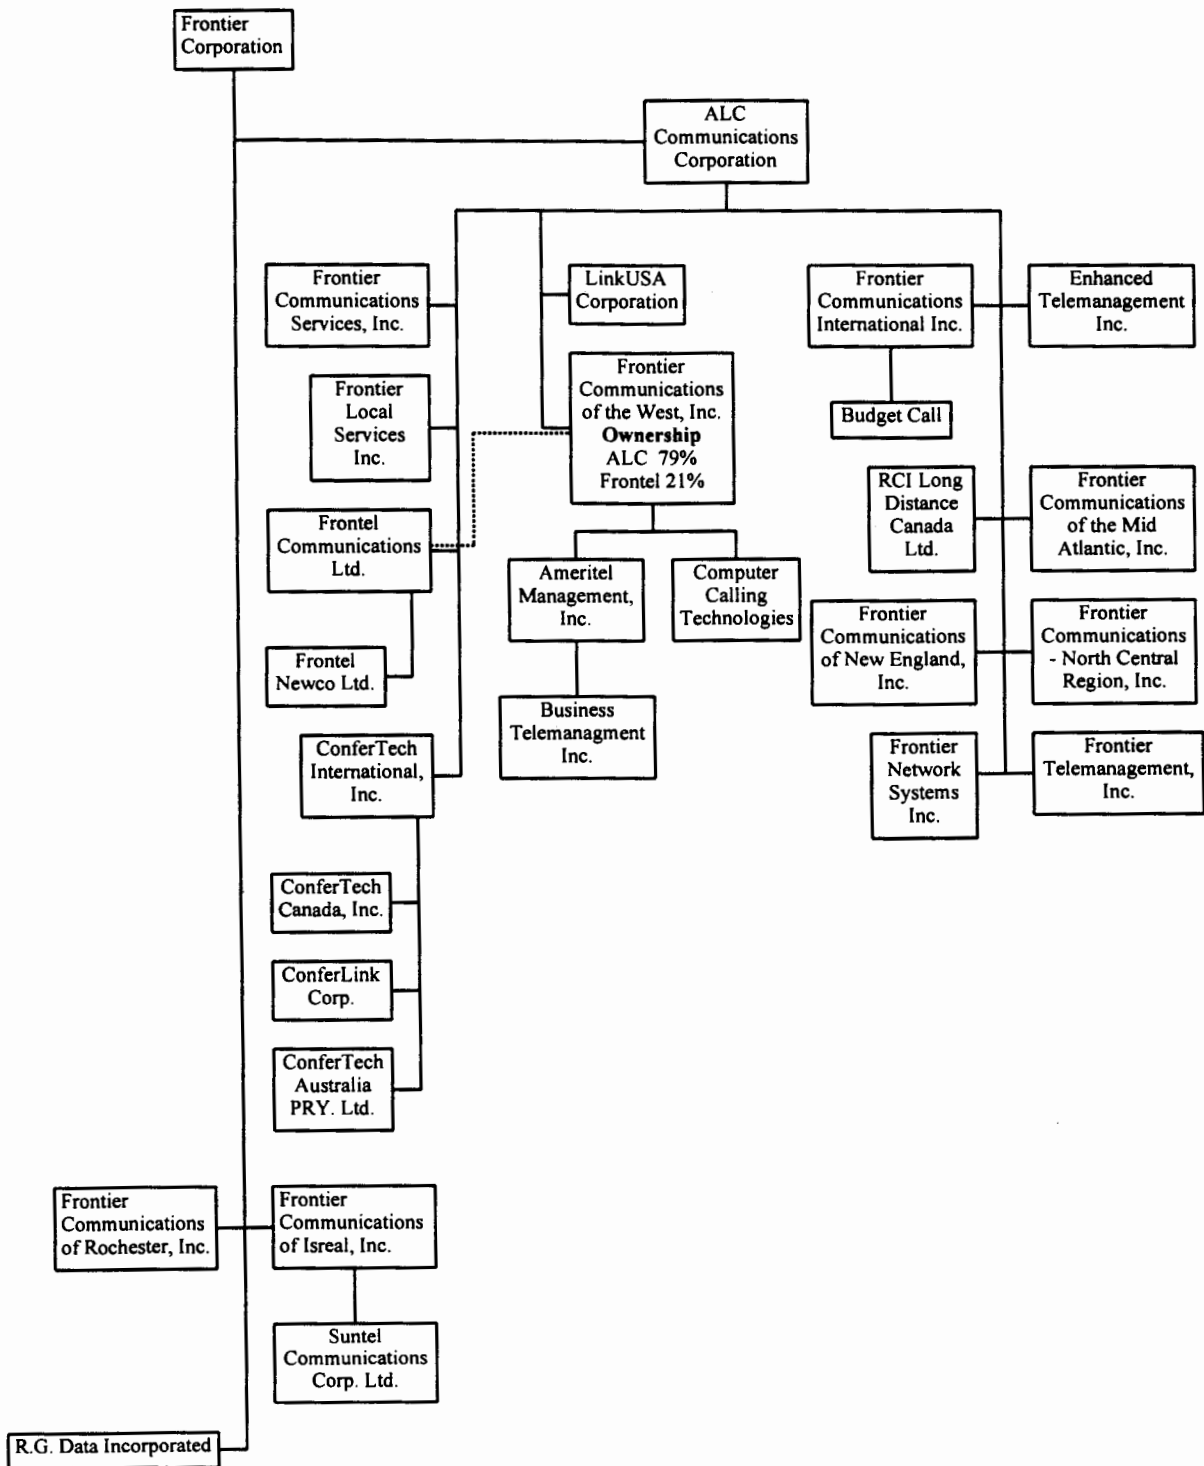 Frontier
Corporation
ALC
Communications
Corporation
Frontier
Communications
Services, Inc.
LinkUSA
Corporation
Frontier
Communications
International Inc.
Enhanced
Telemanagement
Inc.
Frontier
Local
Services
Inc.
Frontier
Communications
of the West, Inc.
Ownership
ALC 79%
Frontel 21%
Budget Call
RCI Long
Distance
Canada
Ltd.
Frontier
Communications
of the Mid
Atlantic, Inc.
Frontel
Communications
Ltd.
Ameritel
Management,
Inc.
Computer
Calling
Technologies
Frontier
Communications
of New England,
Inc.
Frontier
Communications
- North Central
Region, Inc.
Frontel
Newco Ltd.
Business
Telemanagment
Inc.
ConferTech
International,
Inc.
Frontier
Network
Systems
Inc.
Frontier
Telemanagement,
Inc.
ConferTech
Canada, Inc.
ConferLink
Corp.
ConferTech
Australia
PRY. Ltd.
Frontier
Communications
of Rochester, Inc.
Frontier
Communications
of Isreal, Inc.
Suntel
Communications
Corp. Ltd.
R.G. Data Incorporated